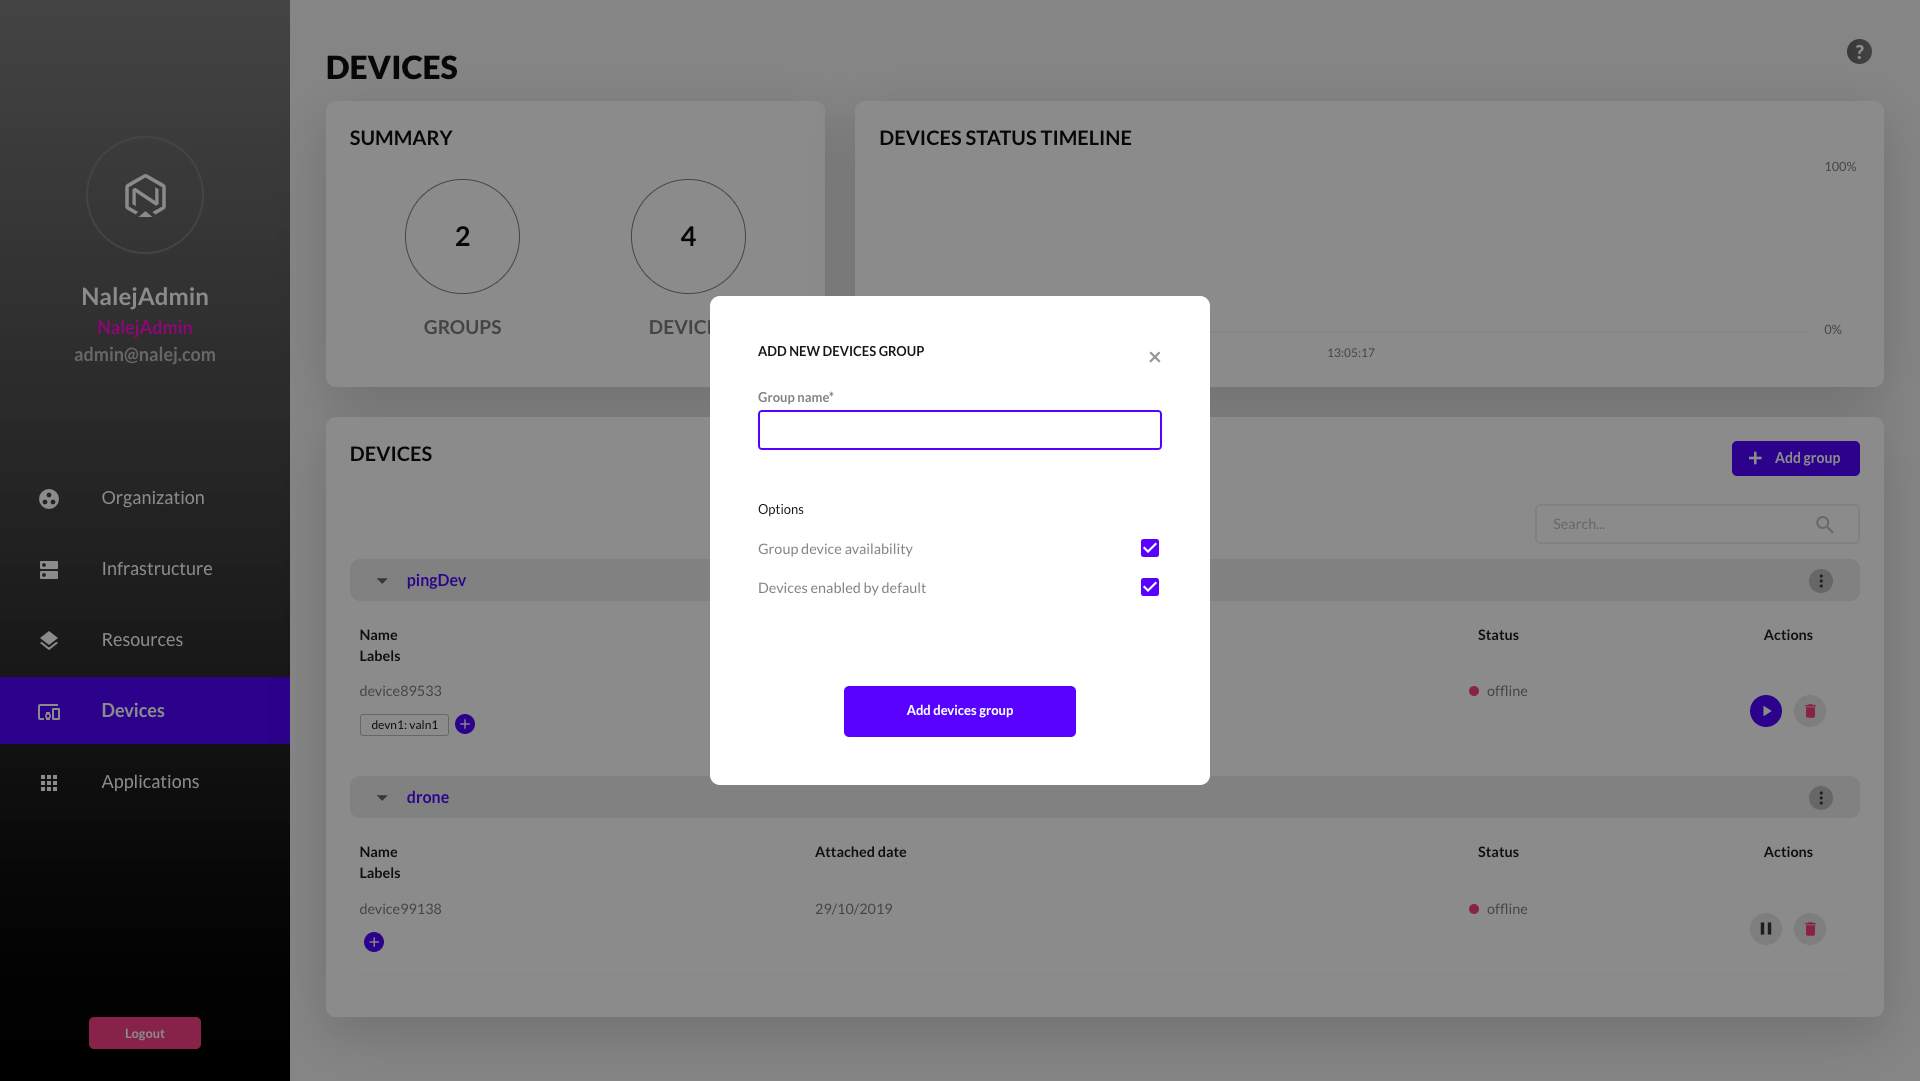 NalejAdmin
NalejAdmin
admin@nalej.com
Organization
Infrastructure
Resources
Devices
Applications
Logout
DEVICES
?
SUMMARY
2
4
GROUPS
DEVIC
DEVICES STATUS TIMELINE
100%
0%
13:05:17
ADD NEW DEVICES GROUP
Group name*
Options
Group device availability
Devices enabled by default
Add devices group
DEVICES
Add group
Search...
pingDev
Name
Labels
Status
Actions
device89533
offline
devn1: valn1
drone
Name
Labels
Attached date
Status
Actions
device99138
29/10/2019
offline